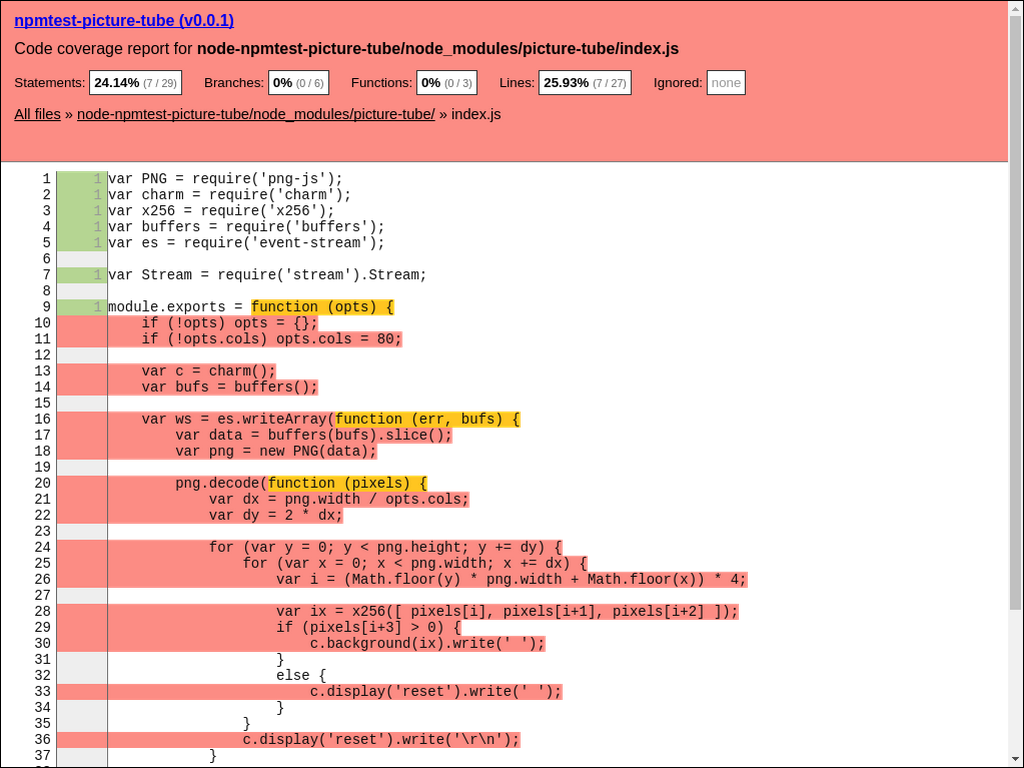 npmtest-picture-tube (v0.0.1)
Code coverage report for node-npmtest-picture-tube/node_modules/picture-tube/index.js
Statements: 24.14% (7 / 29) Branches: 0% (0 / 6) Functions: 0% (0 / 3) Lines: 25.93% (7 / 27) Ignored: none
All files » node-npmtest-picture-tube/node_modules/picture-tube/ » index.js
1 1 var PNG = require('png-js');
2 1 var charm = require('charm');
3 1 var x256 = require('x256');
4 1 var buffers = require('buffers');
5 1 var es = require('event-stream');
6
7 1 var Stream = require('stream').Stream;
8
9 1 module.exports = function (opts) {
10     if (!opts) opts = {};
11     if (!opts.cols) opts.cols = 80;
12
13     var c = charm();
14     var bufs = buffers();
15
16     var ws = es.writeArray(function (err, bufs) {
17         var data = buffers(bufs).slice();
18         var png = new PNG(data);
19
20         png.decode(function (pixels) {
21             var dx = png.width / opts.cols;
22             var dy = 2 * dx;
23
24             for (var y = 0; y < png.height; y += dy) {
25                 for (var x = 0; x < png.width; x += dx) {
26                     var i = (Math.floor(y) * png.width + Math.floor(x)) * 4;
27
28                     var ix = x256([ pixels[i], pixels[i+1], pixels[i+2] ]);
29                     if (pixels[i+3] > 0) {
30                         c.background(ix).write(' ');
31                     }
32                     else {
33                         c.display('reset').write(' ');
34                     }
35                 }
36                 c.display('reset').write('\r\n');
37             }